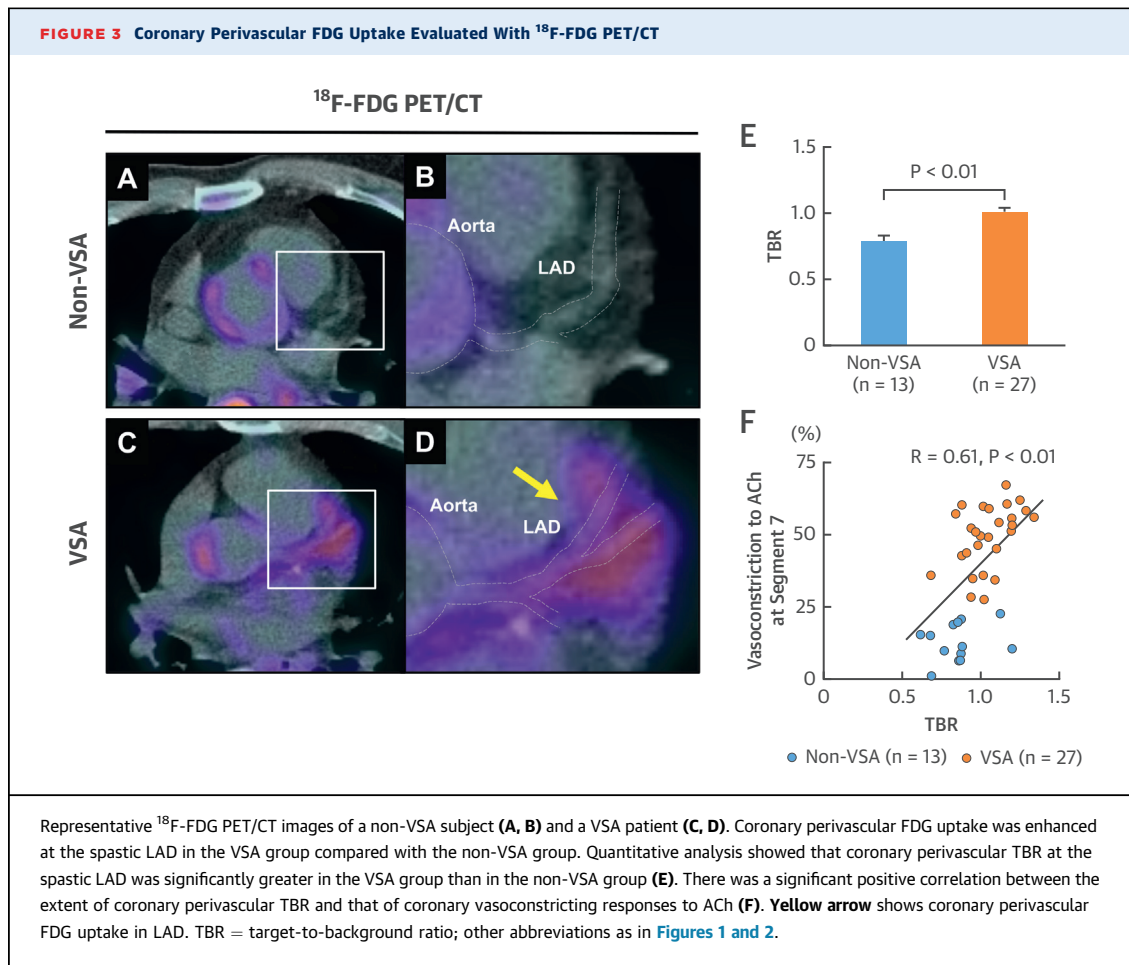 FIGURE 3 Coronary Perivascular FDG Uptake Evaluated With ¹⁸F-FDG PET/CT
¹⁸F-FDG PET/CT
Non-VSA
A
B
Aorta
LAD
VSA
C
D
Aorta
LAD
E
TBR
1.5
1.0
0.5
0
P < 0.01
Non-VSA
(n = 13)
VSA
(n = 27)
F
(%)
Vasoconstriction to ACh
at Segment 7
75
50
25
0
R = 0.61, P < 0.01
0
0.5
1.0
1.5
TBR
Non-VSA (n = 13)
VSA (n = 27)
Representative ¹⁸F-FDG PET/CT images of a non-VSA subject (A, B) and a VSA patient (C, D). Coronary perivascular FDG uptake was enhanced
at the spastic LAD in the VSA group compared with the non-VSA group. Quantitative analysis showed that coronary perivascular TBR at the
spastic LAD was significantly greater in the VSA group than in the non-VSA group (E). There was a significant positive correlation between the
extent of coronary perivascular TBR and that of coronary vasoconstricting responses to ACh (F). Yellow arrow shows coronary perivascular
FDG uptake in LAD. TBR = target-to-background ratio; other abbreviations as in Figures 1 and 2.